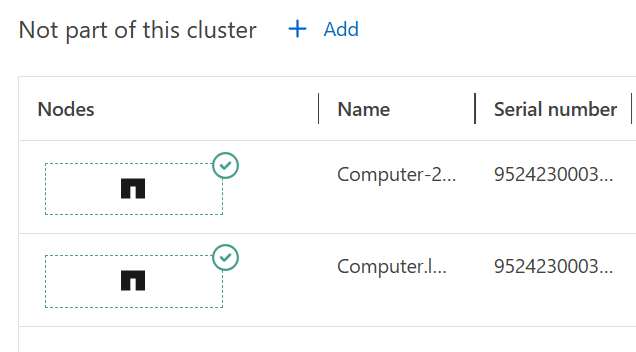 Not part of this cluster + Add
Nodes Name Serial number
Computer-2... 9524230003...
Computer.l... 9524230003...